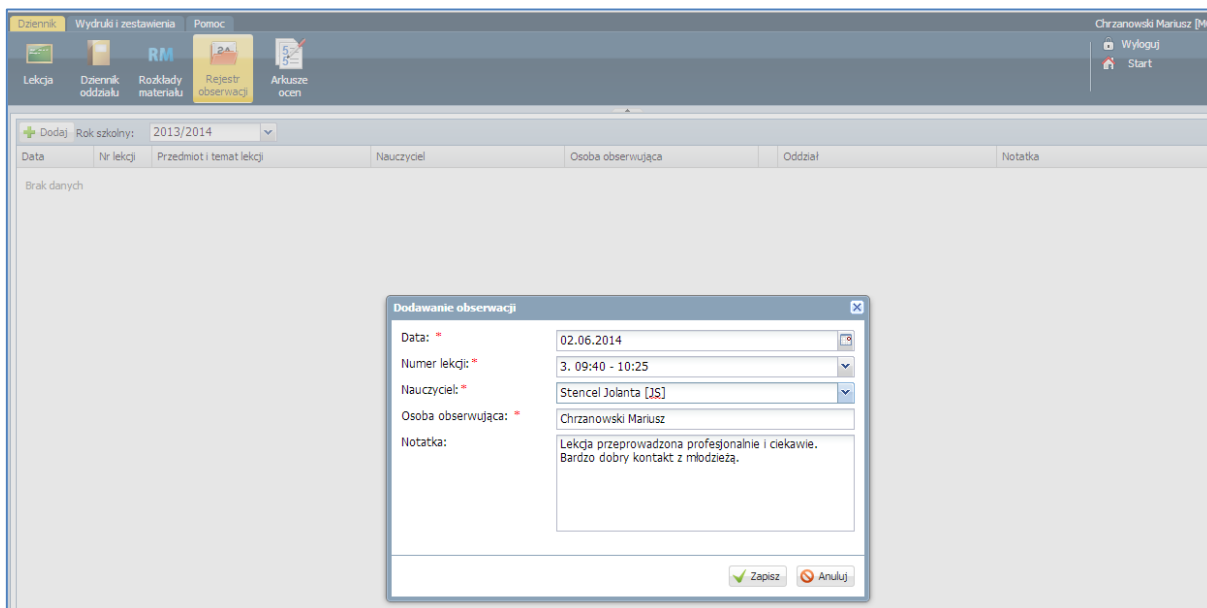 Dziennik Wydruki i zestawienia Pomoc
Chrzanowski Mariusz
Wyloguj
Start
Lekcja
Dziennik oddziału
RM
Rozkłady materiału
Rejestr obserwacji
Arkusze ocen
Dodaj Rok szkolny: 2013/2014
Data Nr lekcji Przedmiot i temat lekcji Nauczyciel Osoba obserwująca Oddział Notatka
Brak danych
Dodawanie obserwacji
Data: * 02.06.2014
Numer lekcji: * 3. 09:40 - 10:25
Nauczyciel: * Stencel Jolanta [JS]
Osoba obserwująca: * Chrzanowski Mariusz
Notatka: Lekcja przeprowadzona profesjonalnie i ciekawie.
Bardzo dobry kontakt z młodzieżą.
Zapisz Anuluj